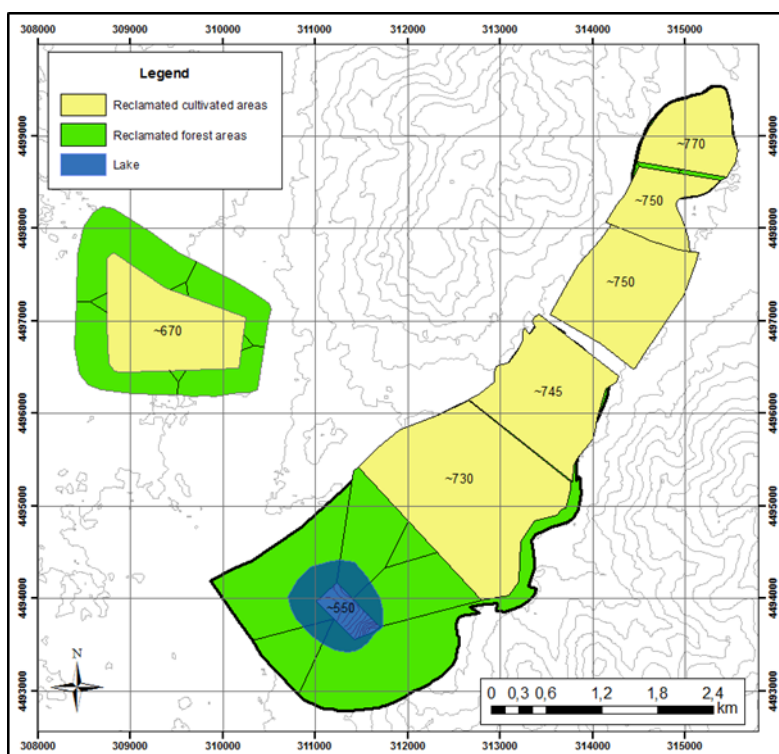 308000 309000 310000 311000 312000 313000 314000 315000
Legend
Reclamated cultivated areas
Reclamated forest areas
Lake
4499000 4499000
4498000 4498000
4497000 4497000
4496000 4496000
4495000 4495000
4494000 4494000
4493000 4493000
~770
~750
~750
~670
~745
~730
~550
N
0 0,3 0,6 1,2 1,8 2,4
km
308000 309000 310000 311000 312000 313000 314000 315000